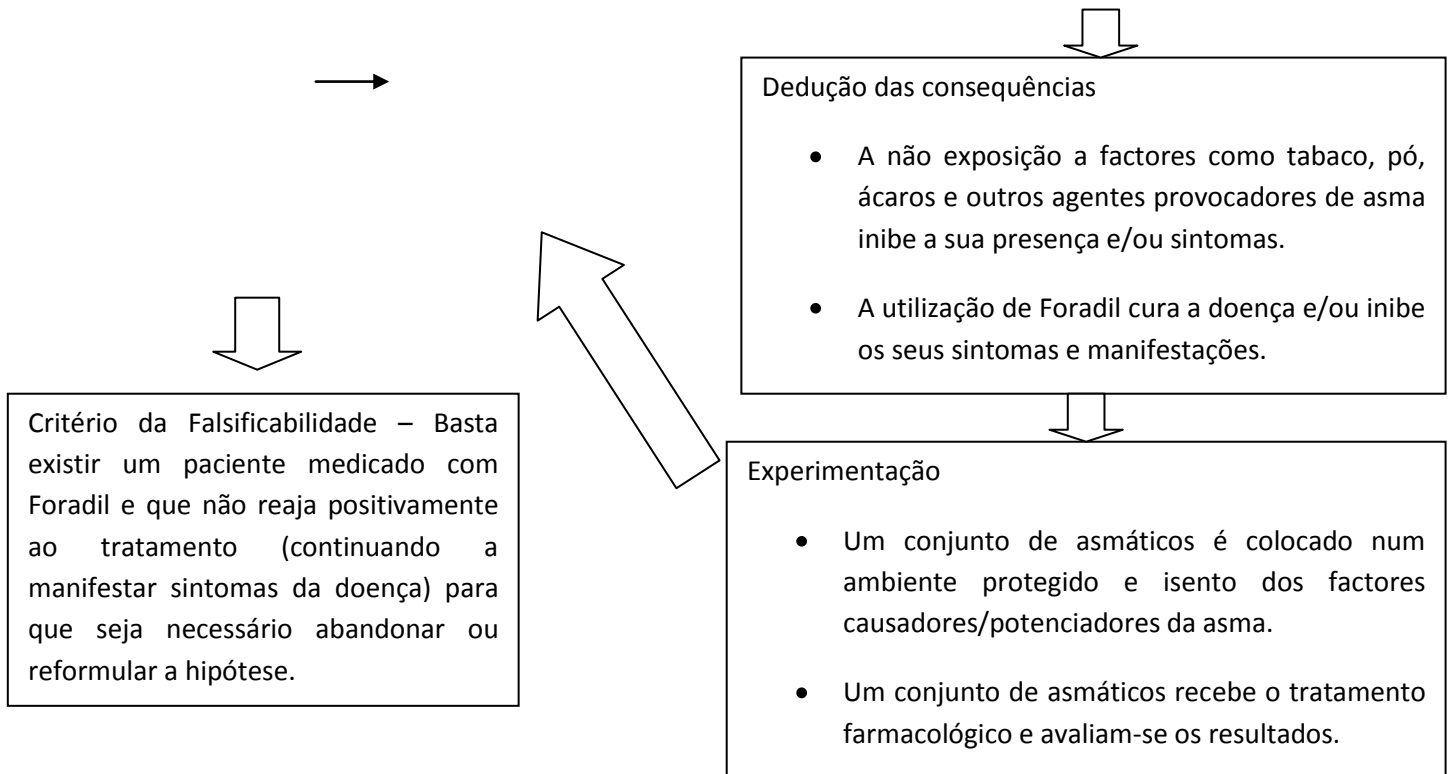 Dedução das consequências
• A não exposição a factores como tabaco, pó,
ácaros e outros agentes provocadores de asma
inibe a sua presença e/ou sintomas.
• A utilização de Foradil cura a doença e/ou inibe
os seus sintomas e manifestações.
Critério da Falsificabilidade – Basta
existir um paciente medicado com
Foradil e que não reaja positivamente
ao tratamento (continuando a
manifestar sintomas da doença) para
que seja necessário abandonar ou
reformular a hipótese.
Experimentação
• Um conjunto de asmáticos é colocado num
ambiente protegido e isento dos factores
causadores/potenciadores da asma.
• Um conjunto de asmáticos recebe o tratamento
farmacológico e avaliam-se os resultados.